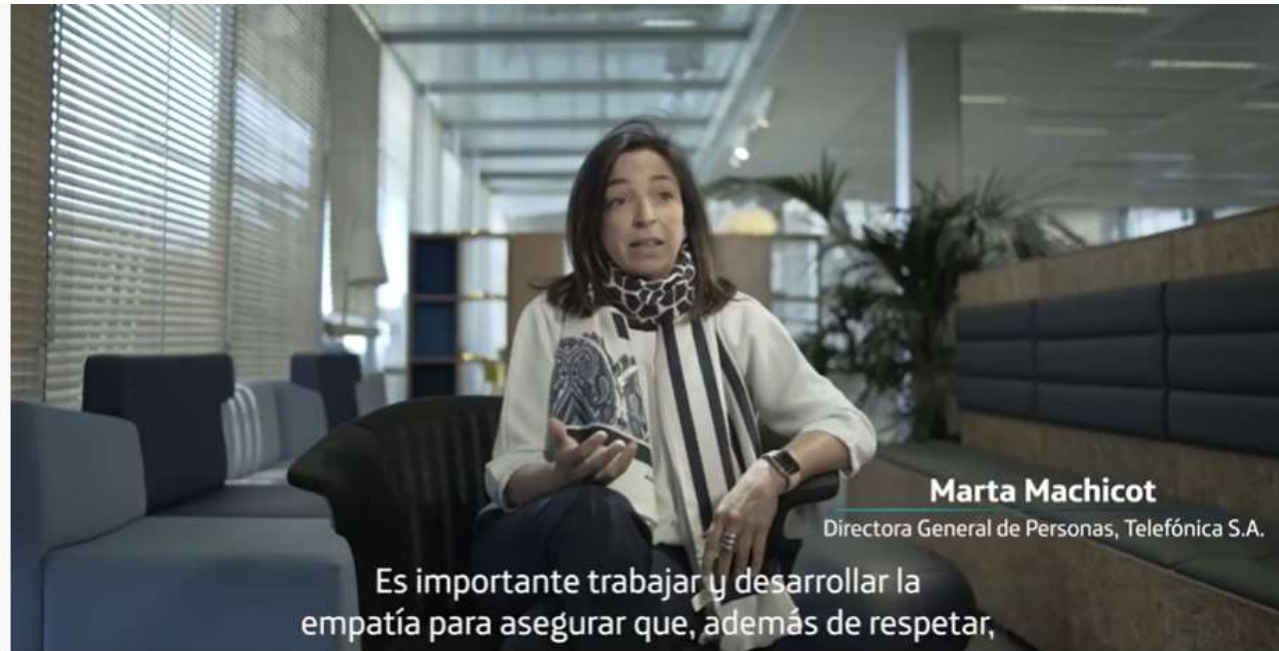 Marta Machicot
Directora General de Personas, Telefónica S.A.
Es importante trabajar y desarrollar la
empatía para asegurar que, además de respetar,